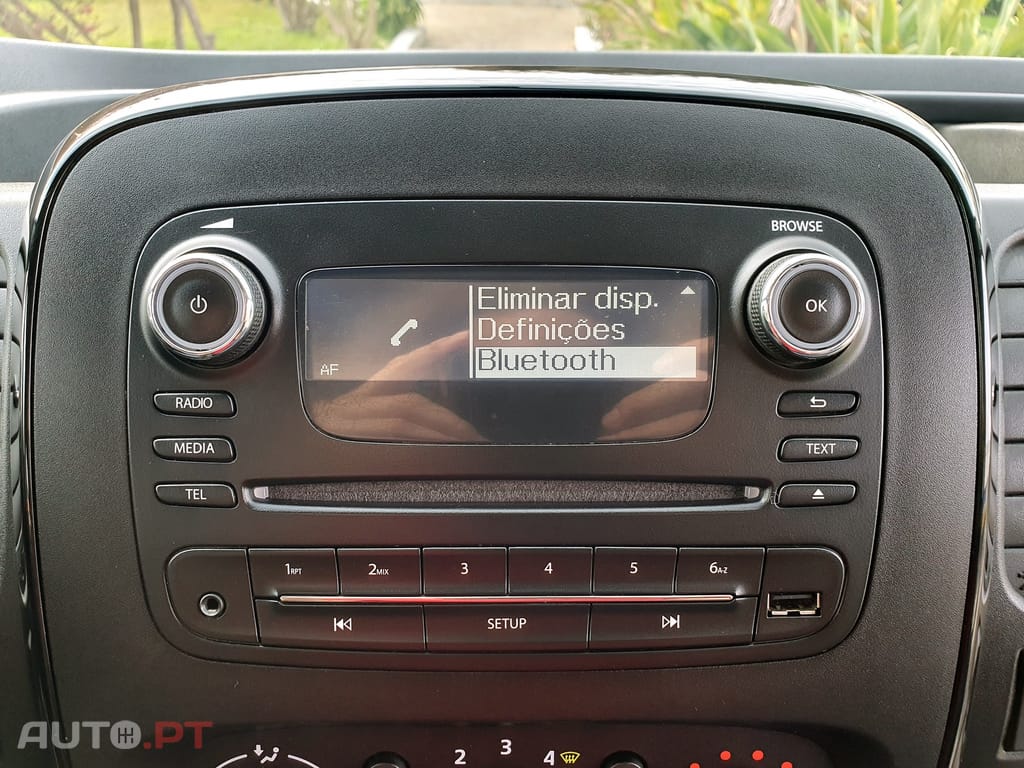 BROWSE
Eliminar disp.
Definições
Bluetooth
AF
OK
RADIO
MEDIA
TEXT
TEL
1RPT 2MIX 3 4 5 6A-Z
SETUP
AUTO.PT
2 3 4